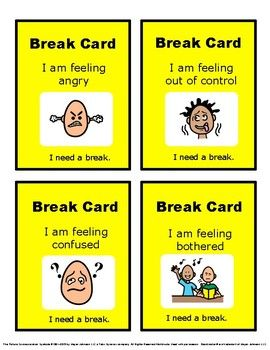 Break Card
I am feeling
angry
I need a break.
Break Card
I am feeling
out of control
I need a break.
Break Card
I am feeling
confused
? ?
I need a break.
Break Card
I am feeling
bothered
I need a break.